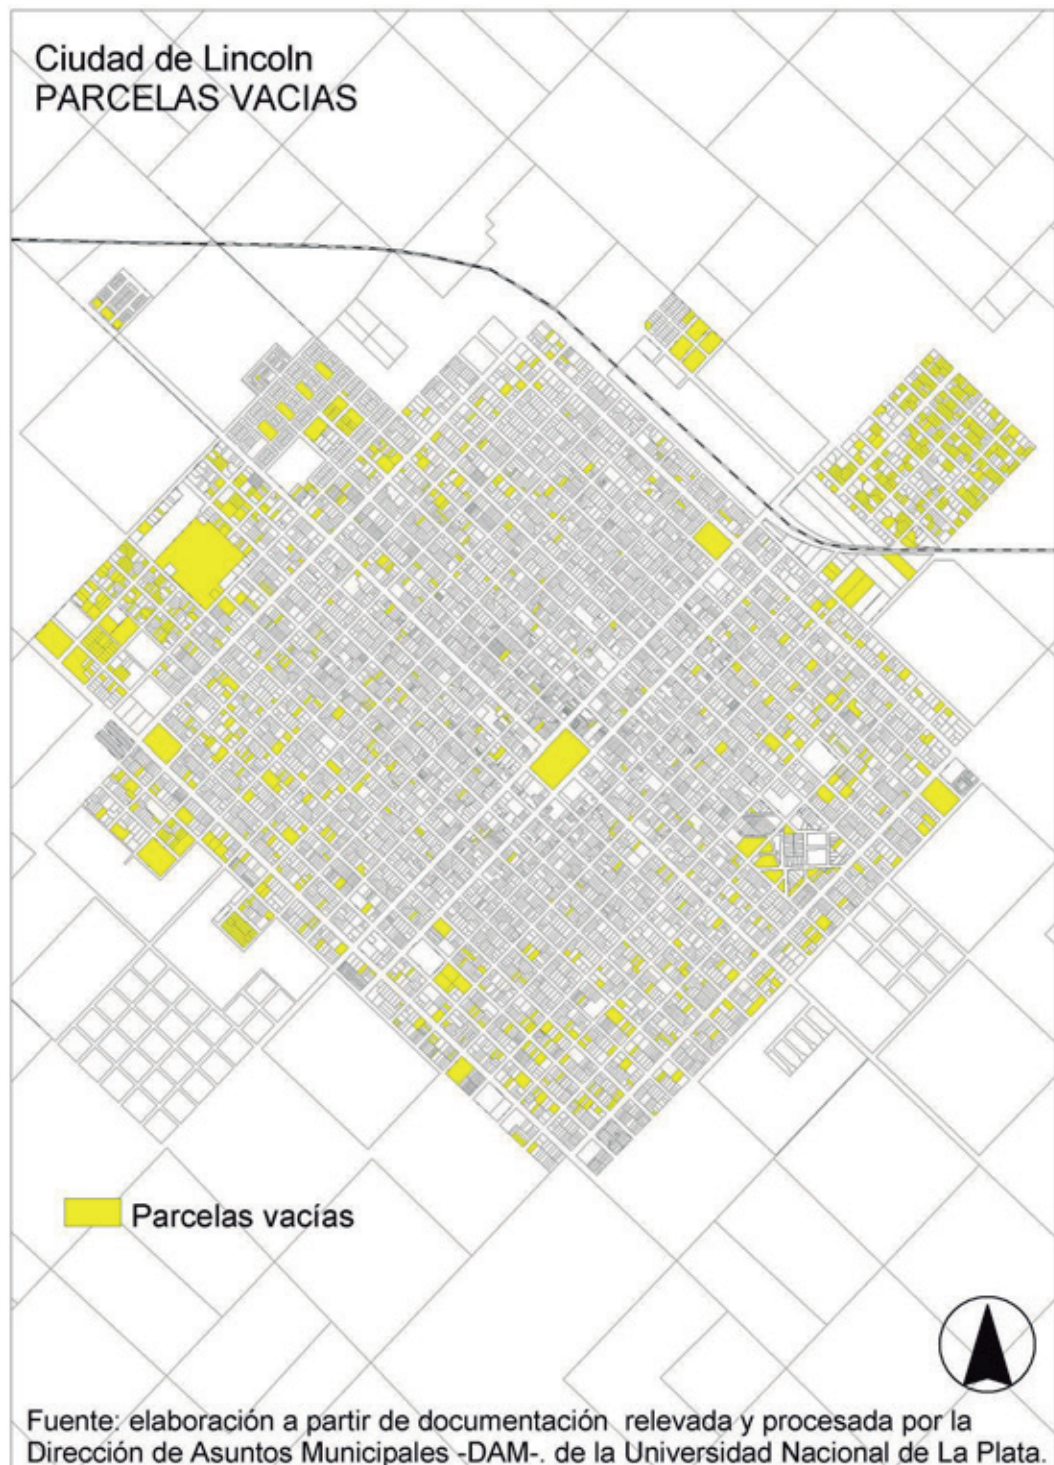 Ciudad de Lincoln
PARCELAS VACIAS
Parcelas vacías
Fuente: elaboración a partir de documentación relevada y procesada por la
Dirección de Asuntos Municipales -DAM-. de la Universidad Nacional de La Plata.